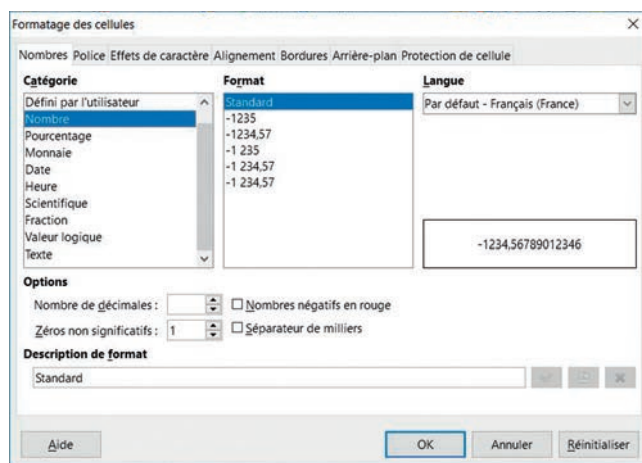 Formatage des cellules
Nombres Police Effets de caractère Alignement Bordures Arrière-plan Protection de cellule
Catégorie
Défini par l'utilisateur
Nombre
Pourcentage
Monnaie
Date
Heure
Scientifique
Fraction
Valeur logique
Texte
Format
Standard
-1235
-1234,57
-1 235
-1 234,57
-1 234,57
Langue
Par défaut - Français (France)
-1234,56789012346
Options
Nombre de décimales :
Nombres négatifs en rouge
Zéros non significatifs : 1
Séparateur de milliers
Description de format
Standard
Aide
OK
Annuler
Réinitialiser